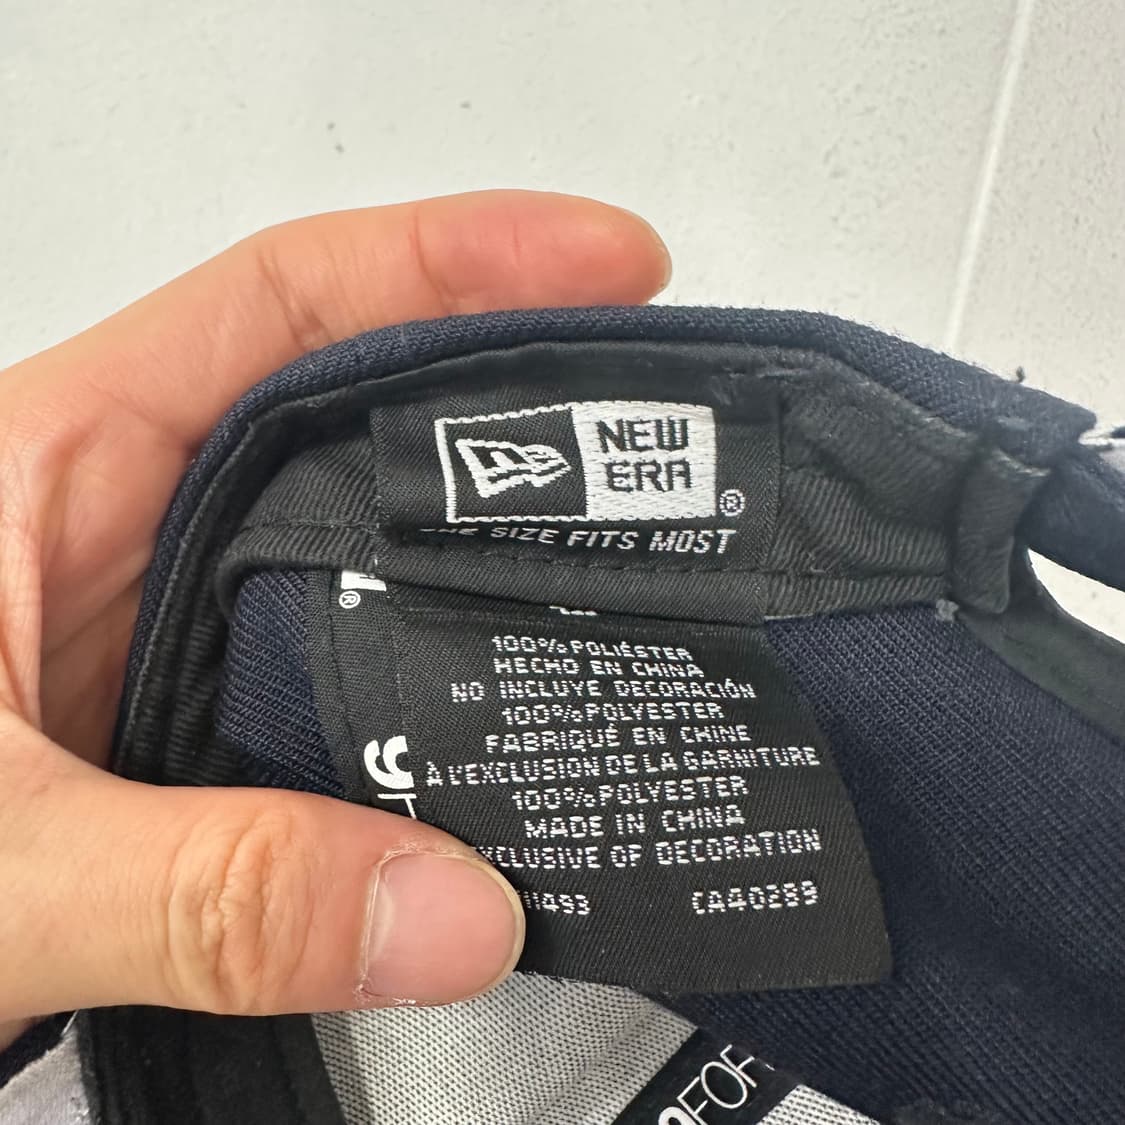 NEW
ERA
®
SIZE FITS MOST
®
100% POLIÉSTER
HECHO EN CHINA
NO INCLUYE DECORACIÓN
100% POLYESTER
FABRIQUÉ EN CHINE
À L'EXCLUSION DE LA GARNITURE
100% POLYESTER
MADE IN CHINA
EXCLUSIVE OF DECORATION
CA40289